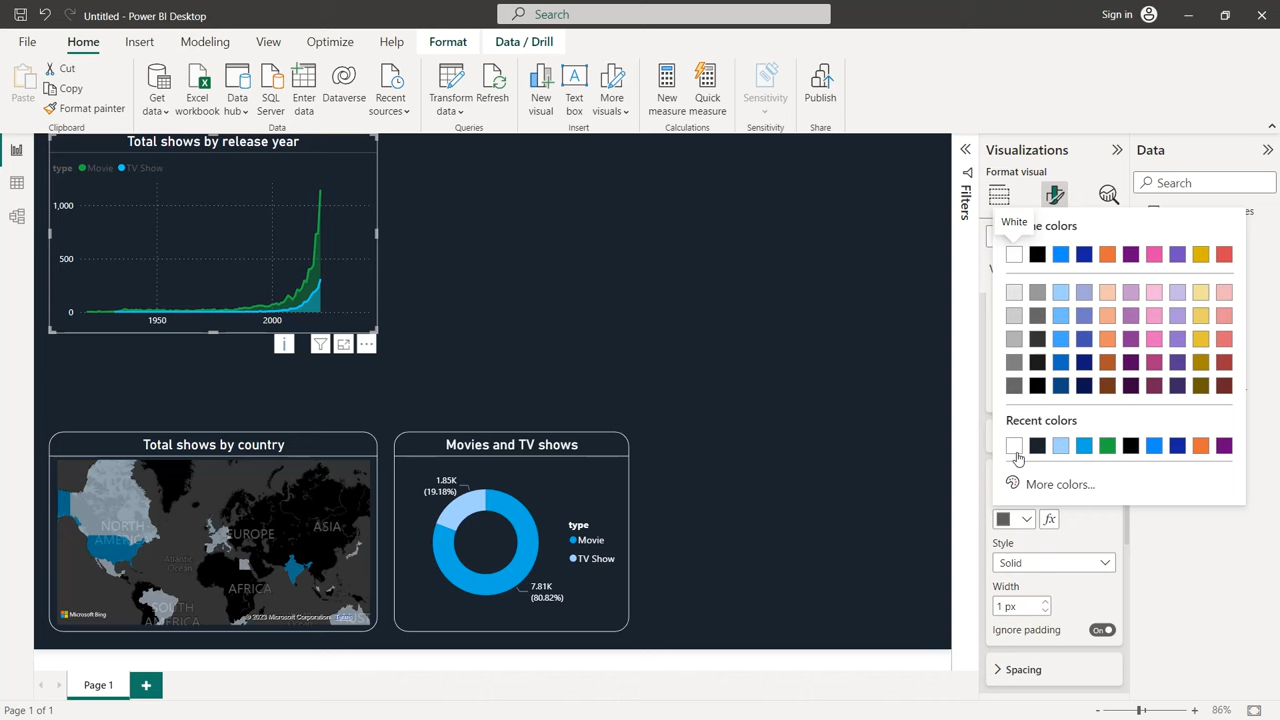 Untitled - Power BI Desktop
Search
Sign in
File
Home
Insert
Modeling
View
Optimize
Help
Format
Data / Drill
Paste
Cut
Copy
Format painter
Clipboard
Get data
Excel workbook
Data hub
SQL Server
Enter data
Dataverse
Recent sources
Data
Transform data
Refresh
Queries
New visual
Text box
More visuals
Insert
New measure
Quick measure
Calculations
Sensitivity
Sensitivity
Publish
Share
Total shows by release year
type Movie TV Show
1,000
500
0
1950
2000
Total shows by country
NORTH AMERICA
EUROPE
ASIA
Atlantic Ocean
AFRICA
SOUTH AMERICA
Microsoft Bing
© 2023 Microsoft Corporation Terms
Movies and TV shows
1.85K
(19.18%)
type
Movie
TV Show
7.81K
(80.82%)
Filters
Visualizations
Format visual
Data
Search
White
e colors
Recent colors
More colors...
fx
Style
Solid
Width
1 px
Ignore padding
On
Spacing
Page 1
Page 1 of 1
86%